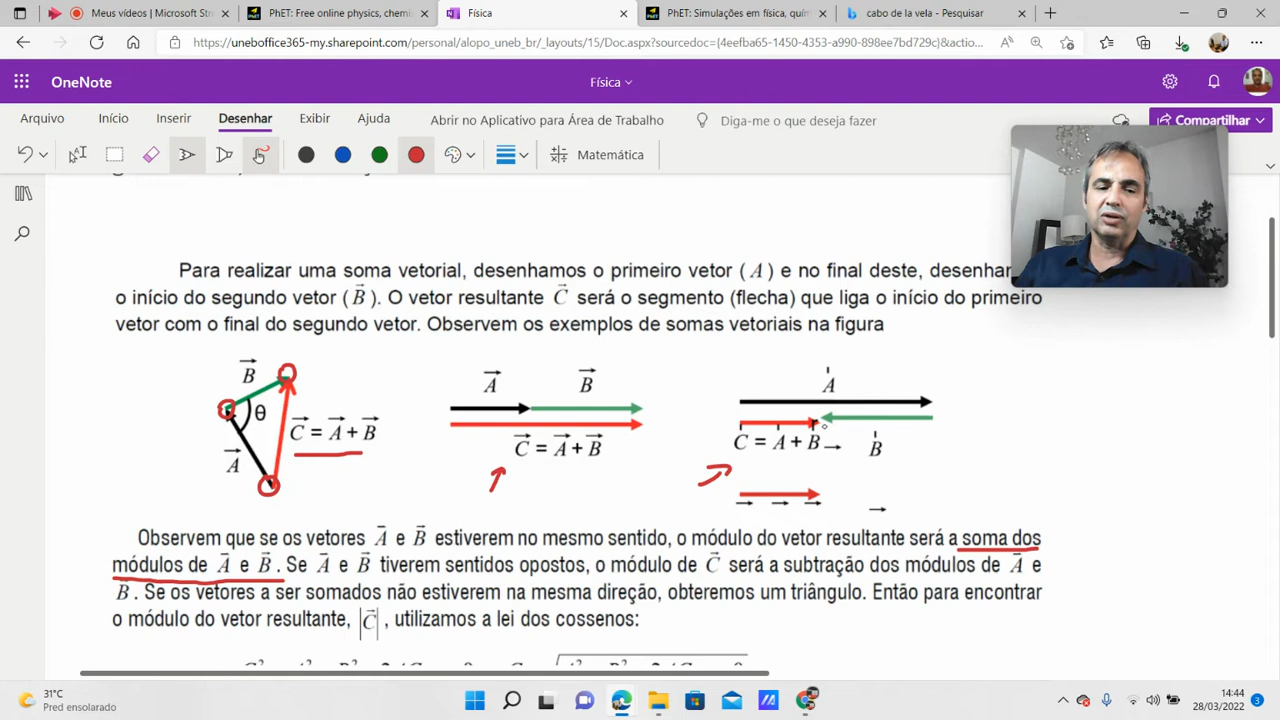 Meus vídeos | Microsoft Str
PhET: Free online physics, chemi
Física
PhET: Simulações em física, quím
cabo de la vela - Pesquisar
https://uneboffice365-my.sharepoint.com/personal/alopo_uneb_br/_layouts/15/Doc.aspx?sourcedoc={4eefba65-1450-4353-a990-898ee7bd729c}&actio...
OneNote
Física
Arquivo Início Inserir Desenhar Exibir Ajuda Abrir no Aplicativo para Área de Trabalho Diga-me o que deseja fazer Compartilhar
Matemática
Para realizar uma soma vetorial, desenhamos o primeiro vetor (A) e no final deste, desenhar
o início do segundo vetor (B⃗). O vetor resultante C⃗ será o segmento (flecha) que liga o início do primeiro
vetor com o final do segundo vetor. Observem os exemplos de somas vetoriais na figura
B⃗
θ
C⃗ = A⃗ + B⃗
A⃗
A⃗ B⃗
C⃗ = A⃗ + B⃗
A
C = A + B
B
Observem que se os vetores A⃗ e B⃗ estiverem no mesmo sentido, o módulo do vetor resultante será a soma dos
módulos de A⃗ e B⃗. Se A⃗ e B⃗ tiverem sentidos opostos, o módulo de C⃗ será a subtração dos módulos de A⃗ e
B⃗. Se os vetores a ser somados não estiverem na mesma direção, obteremos um triângulo. Então para encontrar
o módulo do vetor resultante, |C⃗|, utilizamos a lei dos cossenos:
31°C
Pred ensolarado
14:44
28/03/2022
3